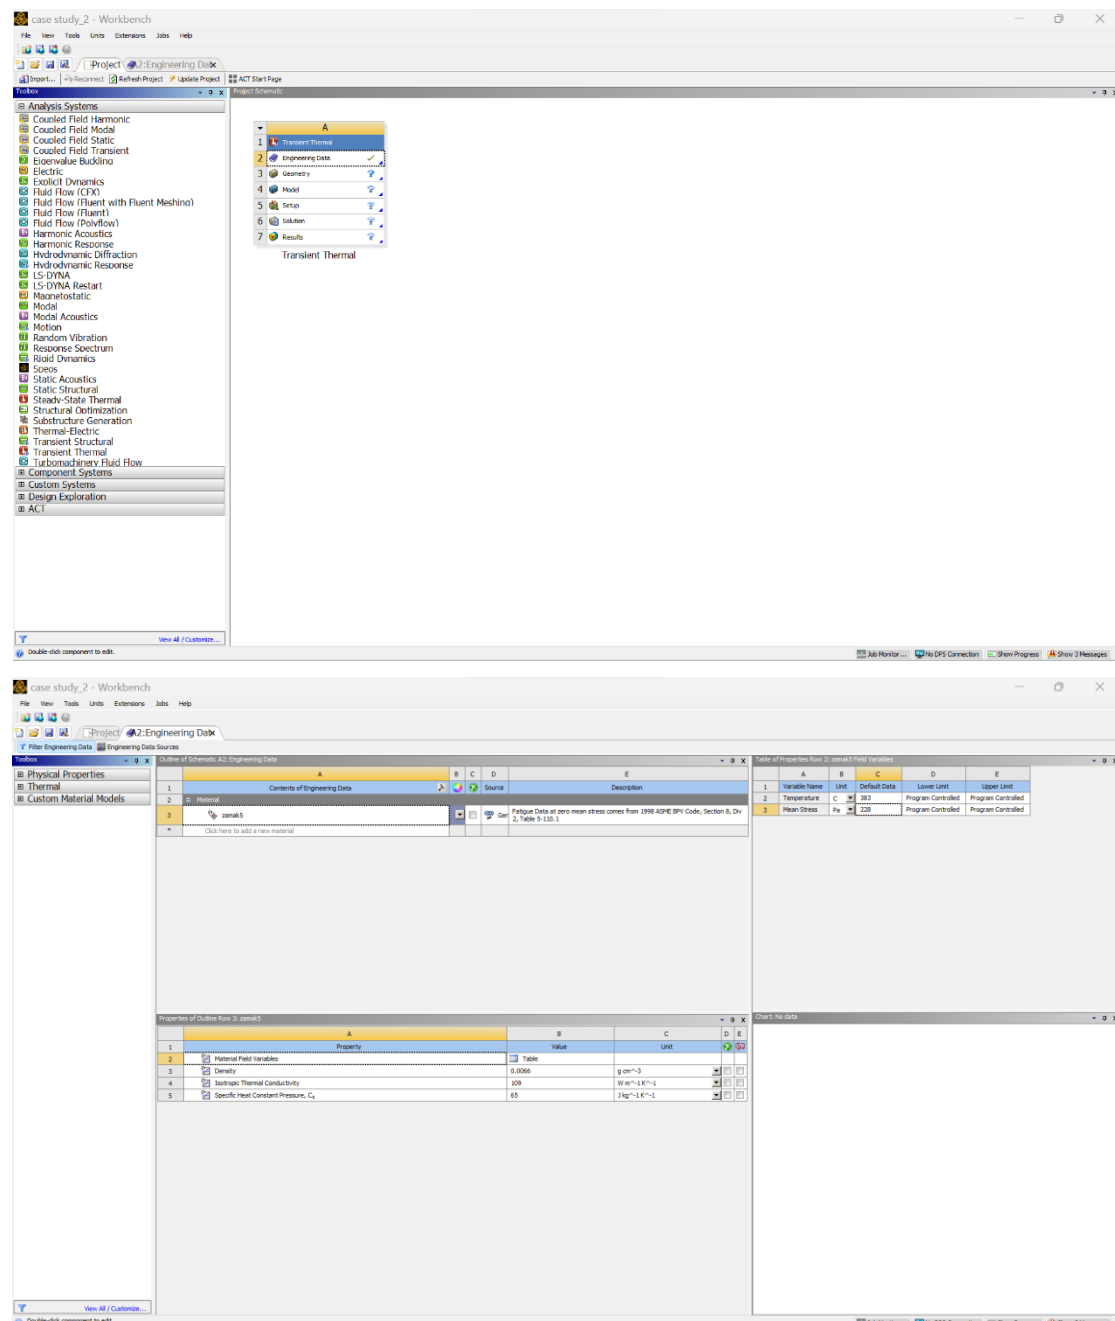 case study_2 - Workbench
File View Tools Units Extensions Jobs Help
Project A2:Engineering Data
Import... Reconnect Refresh Project Update Project ACT Start Page
Toolbox
Project Schematic
Analysis Systems
Coupled Field Harmonic
Coupled Field Modal
Coupled Field Static
Coupled Field Transient
Eigenvalue Buckling
Electric
Explicit Dynamics
Fluid Flow (CFX)
Fluid Flow (Fluent with Fluent Meshing)
Fluid Flow (Fluent)
Fluid Flow (Polyflow)
Harmonic Acoustics
Harmonic Response
Hydrodynamic Diffraction
Hydrodynamic Response
LS-DYNA
LS-DYNA Restart
Magnetostatic
Modal
Modal Acoustics
Motion
Random Vibration
Response Spectrum
Rigid Dynamics
Speos
Static Acoustics
Static Structural
Steady-State Thermal
Structural Optimization
Substructure Generation
Thermal-Electric
Transient Structural
Transient Thermal
Turbomachinery Fluid Flow
Component Systems
Custom Systems
Design Exploration
ACT
A
1 Transient Thermal
2 Engineering Data
3 Geometry
4 Model
5 Setup
6 Solution
7 Results
Transient Thermal
View All / Customize...
Double-click component to edit.
Job Monitor... No DPS Connection Show Progress Show 3 Messages
case study_2 - Workbench
File View Tools Units Extensions Jobs Help
Project A2:Engineering Data
Filter Engineering Data Engineering Data Sources
Toolbox
Physical Properties
Thermal
Custom Material Models
Outline of Schematic A2: Engineering Data
A B C D E
1 Contents of Engineering Data Source Description
2 Material
3 zamak5 Fatigue Data at zero mean stress comes from 1998 ASME BPV Code, Section 8, Div
2, Table 5-110.1
* Click here to add a new material
Table of Properties Row 2: zamak5 Field Variables
A B C D E
1 Variable Name Unit Default Data Lower Limit Upper Limit
2 Temperature C 383 Program Controlled Program Controlled
3 Mean Stress Pa 228 Program Controlled Program Controlled
Properties of Outline Row 3: zamak5
A B C D E
1 Property Value Unit
2 Material Field Variables Table
3 Density 0.0066 g cm^-3
4 Isotropic Thermal Conductivity 109 W m^-1 K^-1
5 Specific Heat Constant Pressure, Cₚ 65 J kg^-1 K^-1
Chart: No data
View All / Customize...